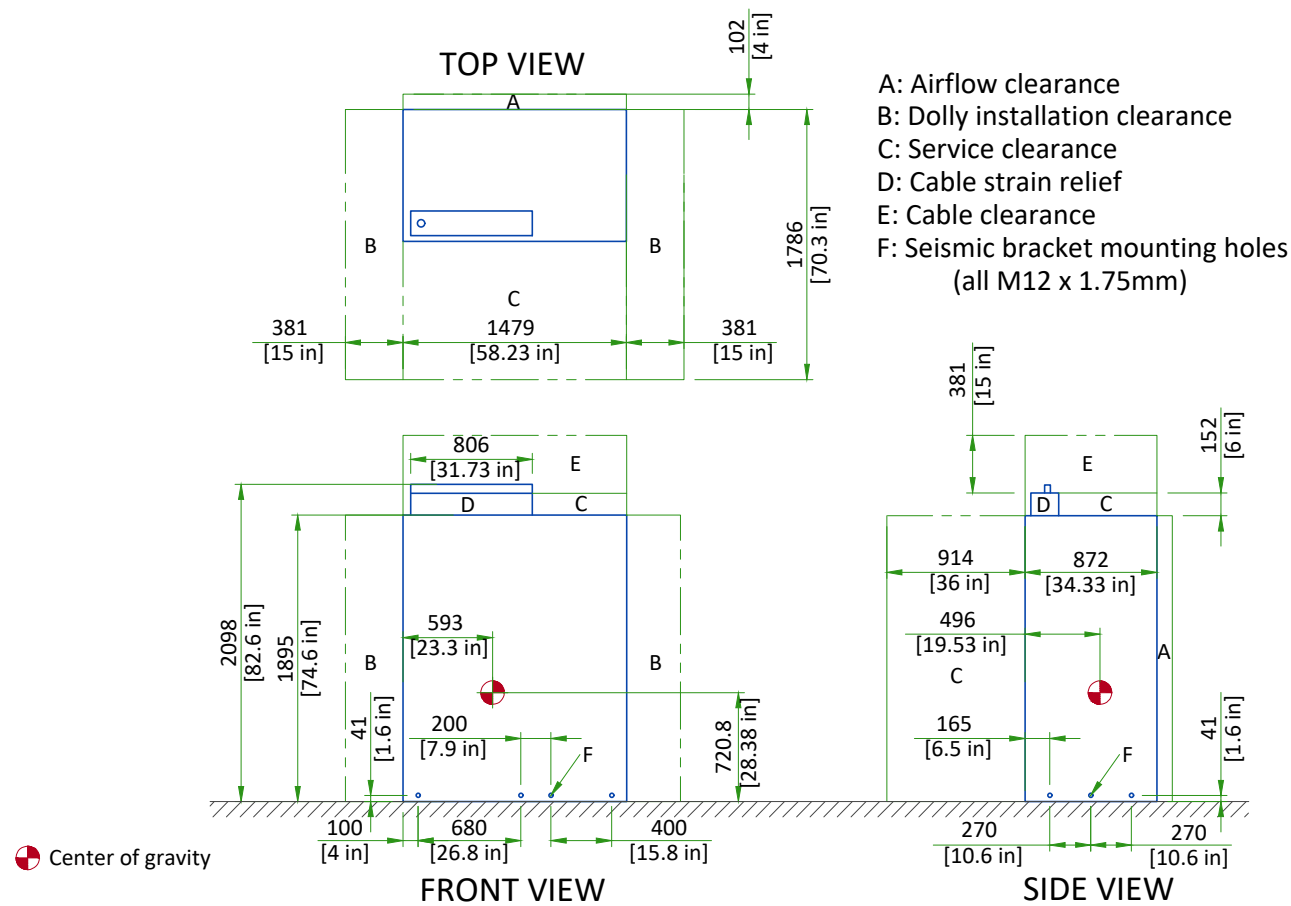 TOP VIEW
102
[4 in]
A
B
B
C
381
[15 in]
1479
[58.23 in]
381
[15 in]
1786
[70.3 in]
A: Airflow clearance
B: Dolly installation clearance
C: Service clearance
D: Cable strain relief
E: Cable clearance
F: Seismic bracket mounting holes
(all M12 x 1.75mm)
806
[31.73 in]
E
D
C
2098
[82.6 in]
1895
[74.6 in]
B
593
[23.3 in]
B
41
[1.6 in]
200
[7.9 in]
F
720.8
[28.38 in]
100
[4 in]
680
[26.8 in]
400
[15.8 in]
FRONT VIEW
Center of gravity
381
[15 in]
152
[6 in]
E
D
C
914
[36 in]
872
[34.33 in]
496
[19.53 in]
A
C
165
[6.5 in]
F
41
[1.6 in]
270
[10.6 in]
270
[10.6 in]
SIDE VIEW